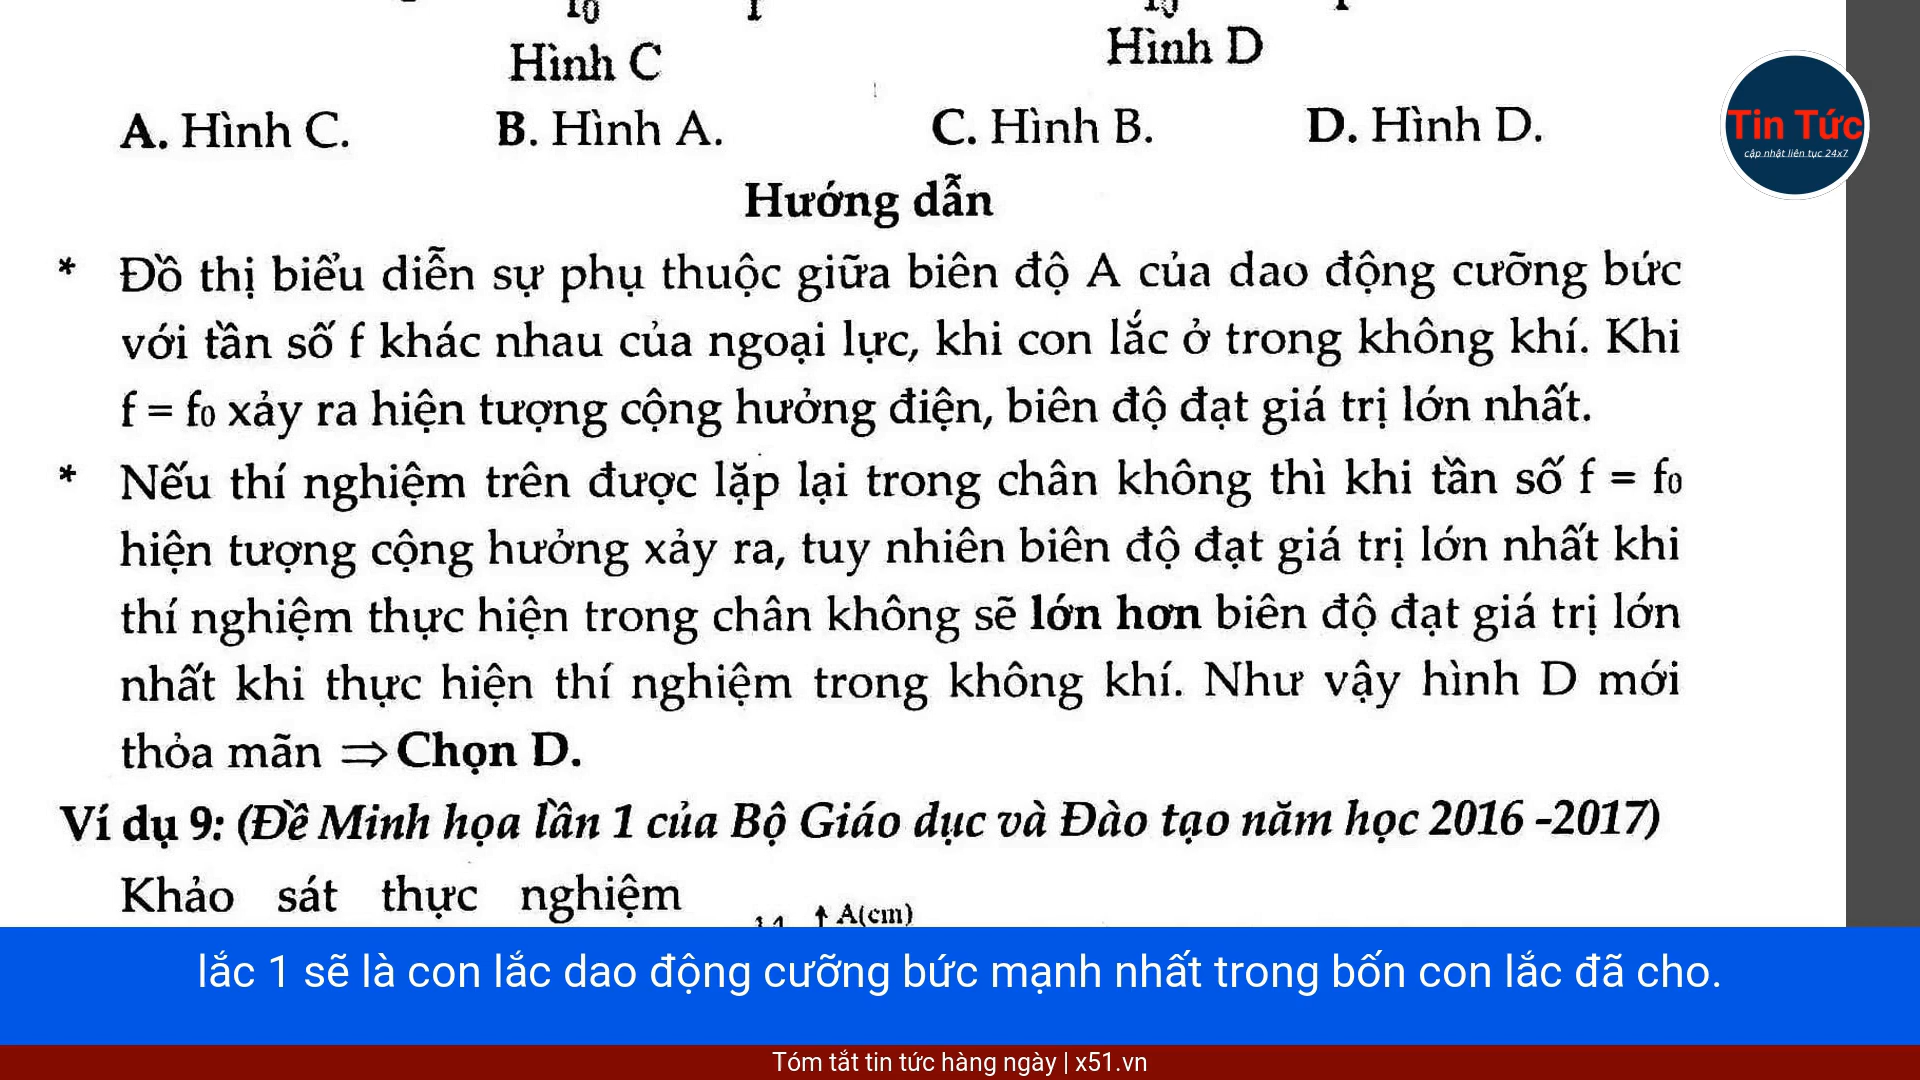 f0 f
f0
Hình C
Hình D
A. Hình C. B. Hình A. C. Hình B. D. Hình D.
Tin Tức
cập nhật liên tục 24x7
Hướng dẫn
* Đồ thị biểu diễn sự phụ thuộc giữa biên độ A của dao động cưỡng bức
với tần số f khác nhau của ngoại lực, khi con lắc ở trong không khí. Khi
f = f0 xảy ra hiện tượng cộng hưởng điện, biên độ đạt giá trị lớn nhất.
* Nếu thí nghiệm trên được lặp lại trong chân không thì khi tần số f = f0
hiện tượng cộng hưởng xảy ra, tuy nhiên biên độ đạt giá trị lớn nhất khi
thí nghiệm thực hiện trong chân không sẽ lớn hơn biên độ đạt giá trị lớn
nhất khi thực hiện thí nghiệm trong không khí. Như vậy hình D mới
thỏa mãn ⇒ Chọn D.
Ví dụ 9: (Đề Minh họa lần 1 của Bộ Giáo dục và Đào tạo năm học 2016 -2017)
Khảo sát thực nghiệm
A(cm)
lắc 1 sẽ là con lắc dao động cưỡng bức mạnh nhất trong bốn con lắc đã cho.
Tóm tắt tin tức hàng ngày | x51.vn